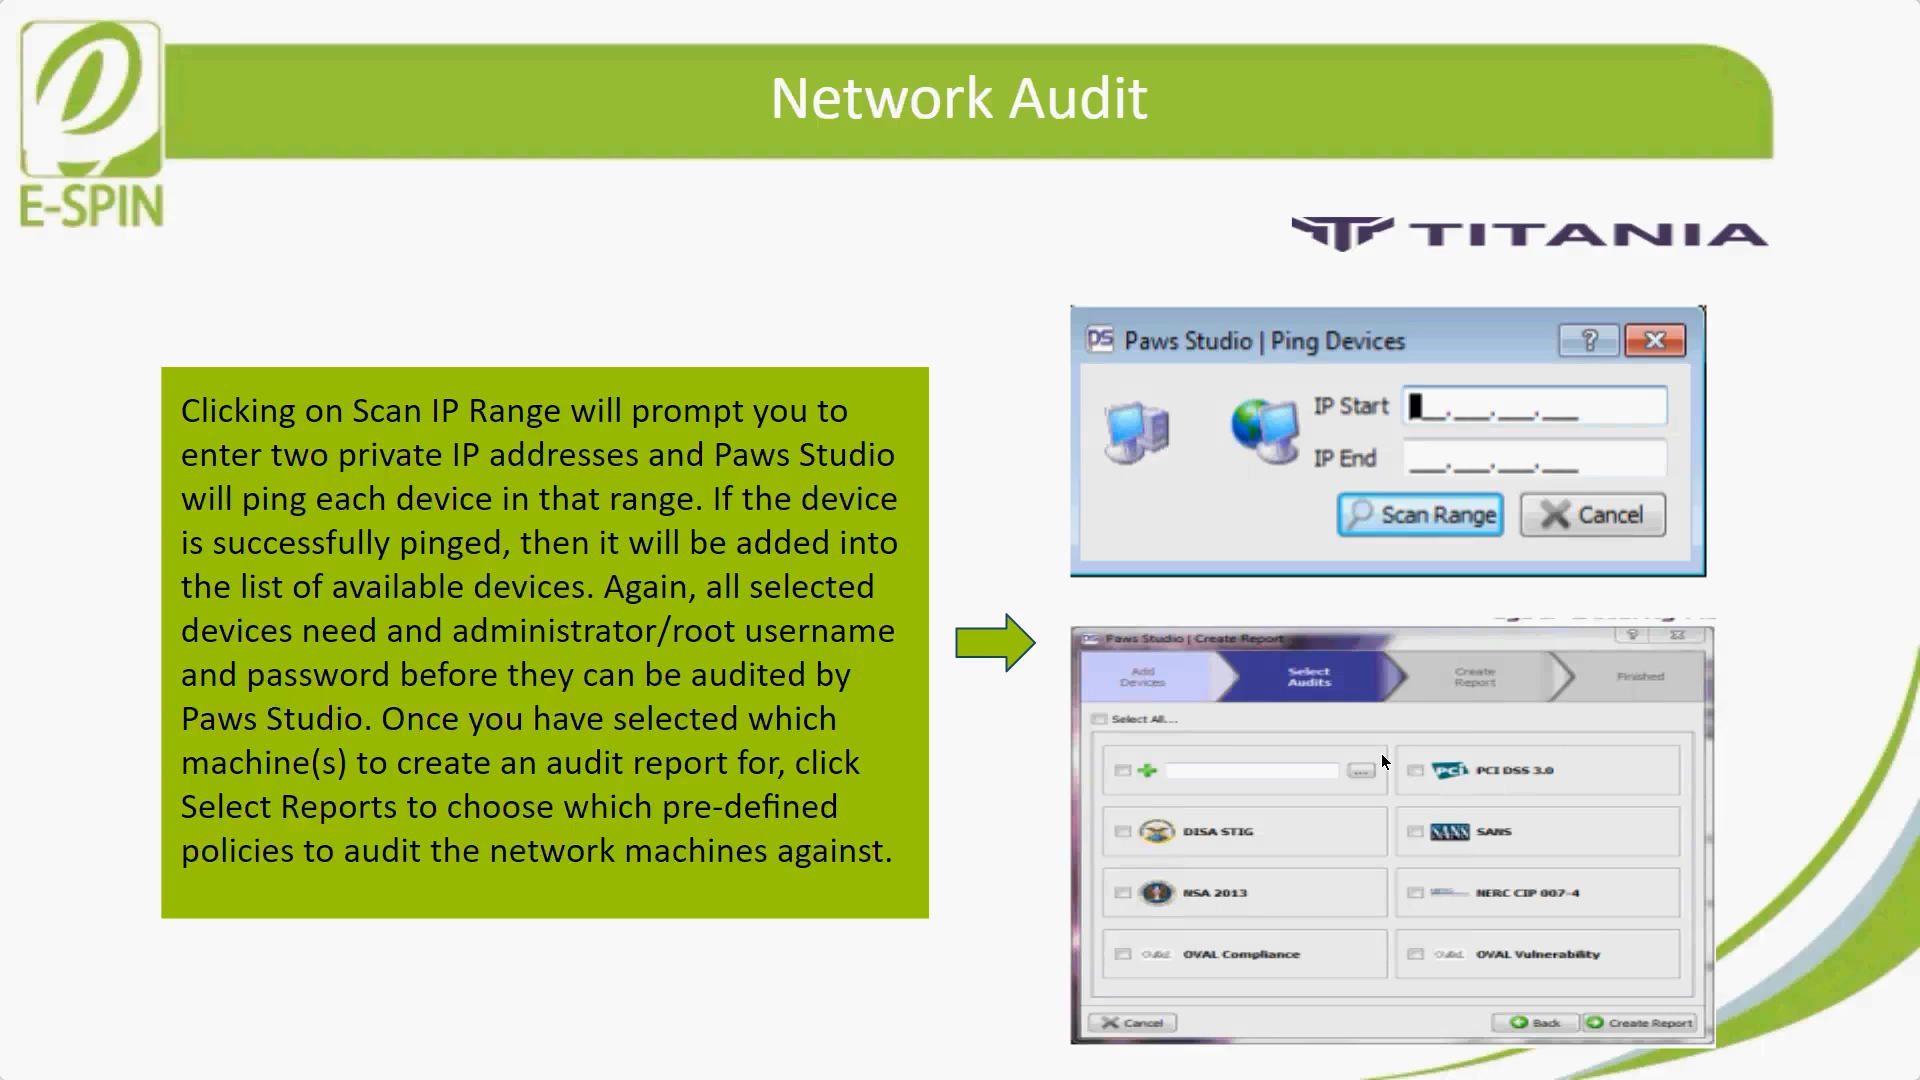 Network Audit
E-SPIN
TITANIA
Clicking on Scan IP Range will prompt you to
enter two private IP addresses and Paws Studio
will ping each device in that range. If the device
is successfully pinged, then it will be added into
the list of available devices. Again, all selected
devices need and administrator/root username
and password before they can be audited by
Paws Studio. Once you have selected which
machine(s) to create an audit report for, click
Select Reports to choose which pre-defined
policies to audit the network machines against.
PS Paws Studio | Ping Devices
IP Start
IP End
Scan Range
Cancel
Paws Studio | Create Report
Add
Devices
Select
Audits
Create
Report
Finished
Select All...
...
PCI PCI DSS 3.0
DISA STIG
SANS SANS
NSA 2013
NERC CIP 007-4
OVAL Compliance
OVAL Vulnerability
Cancel
Back
Create Report